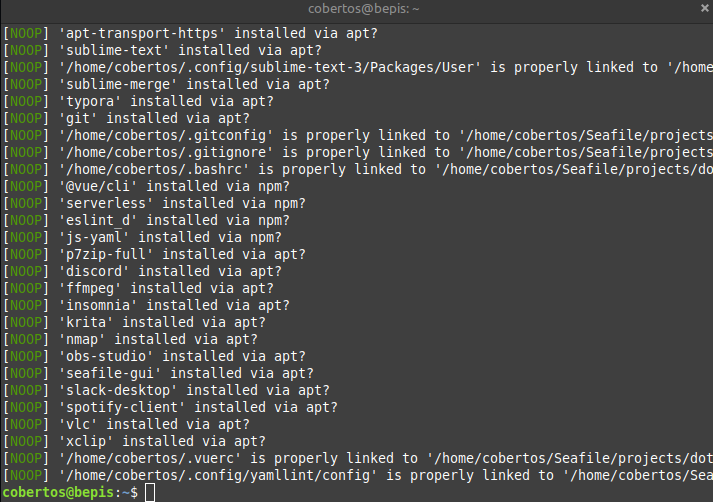 cobertos@bepis: ~
[NOOP] 'apt-transport-https' installed via apt?
[NOOP] 'sublime-text' installed via apt?
[NOOP] '/home/cobertos/.config/sublime-text-3/Packages/User' is properly linked to '/home
[NOOP] 'sublime-merge' installed via apt?
[NOOP] 'typora' installed via apt?
[NOOP] 'git' installed via apt?
[NOOP] '/home/cobertos/.gitconfig' is properly linked to '/home/cobertos/Seafile/projects
[NOOP] '/home/cobertos/.gitignore' is properly linked to '/home/cobertos/Seafile/projects
[NOOP] '/home/cobertos/.bashrc' is properly linked to '/home/cobertos/Seafile/projects/do
[NOOP] '@vue/cli' installed via npm?
[NOOP] 'serverless' installed via npm?
[NOOP] 'eslint_d' installed via npm?
[NOOP] 'js-yaml' installed via npm?
[NOOP] 'p7zip-full' installed via apt?
[NOOP] 'discord' installed via apt?
[NOOP] 'ffmpeg' installed via apt?
[NOOP] 'insomnia' installed via apt?
[NOOP] 'krita' installed via apt?
[NOOP] 'nmap' installed via apt?
[NOOP] 'obs-studio' installed via apt?
[NOOP] 'seafile-gui' installed via apt?
[NOOP] 'slack-desktop' installed via apt?
[NOOP] 'spotify-client' installed via apt?
[NOOP] 'vlc' installed via apt?
[NOOP] 'xclip' installed via apt?
[NOOP] '/home/cobertos/.vuerc' is properly linked to '/home/cobertos/Seafile/projects/dot
[NOOP] '/home/cobertos/.config/yamllint/config' is properly linked to '/home/cobertos/Sea
cobertos@bepis:~$